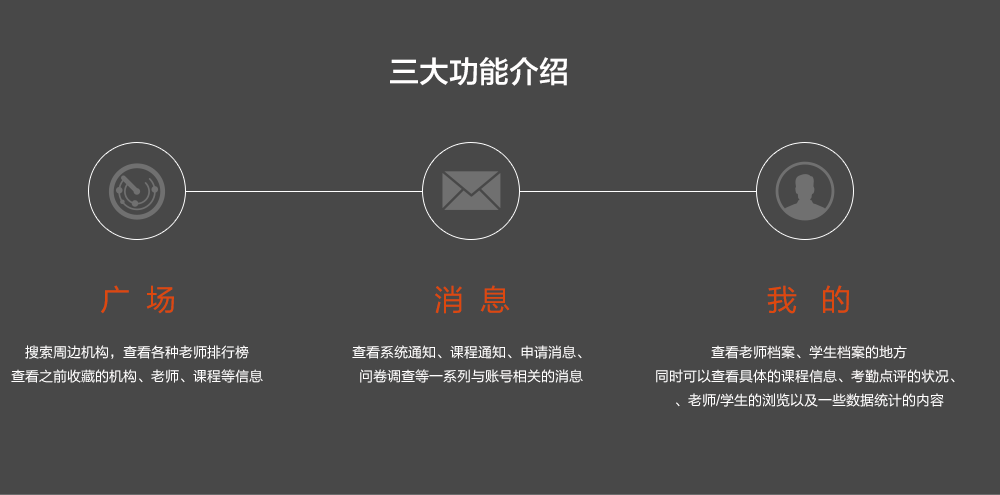 三大功能介绍
广 场
搜索周边机构，查看各种老师排行榜
查看之前收藏的机构、老师、课程等信息
消 息
查看系统通知、课程通知、申请消息、
问卷调查等一系列与账号相关的消息
我 的
查看老师档案、学生档案的地方
同时可以查看具体的课程信息、考勤点评的状况、
、老师/学生的浏览以及一些数据统计的内容